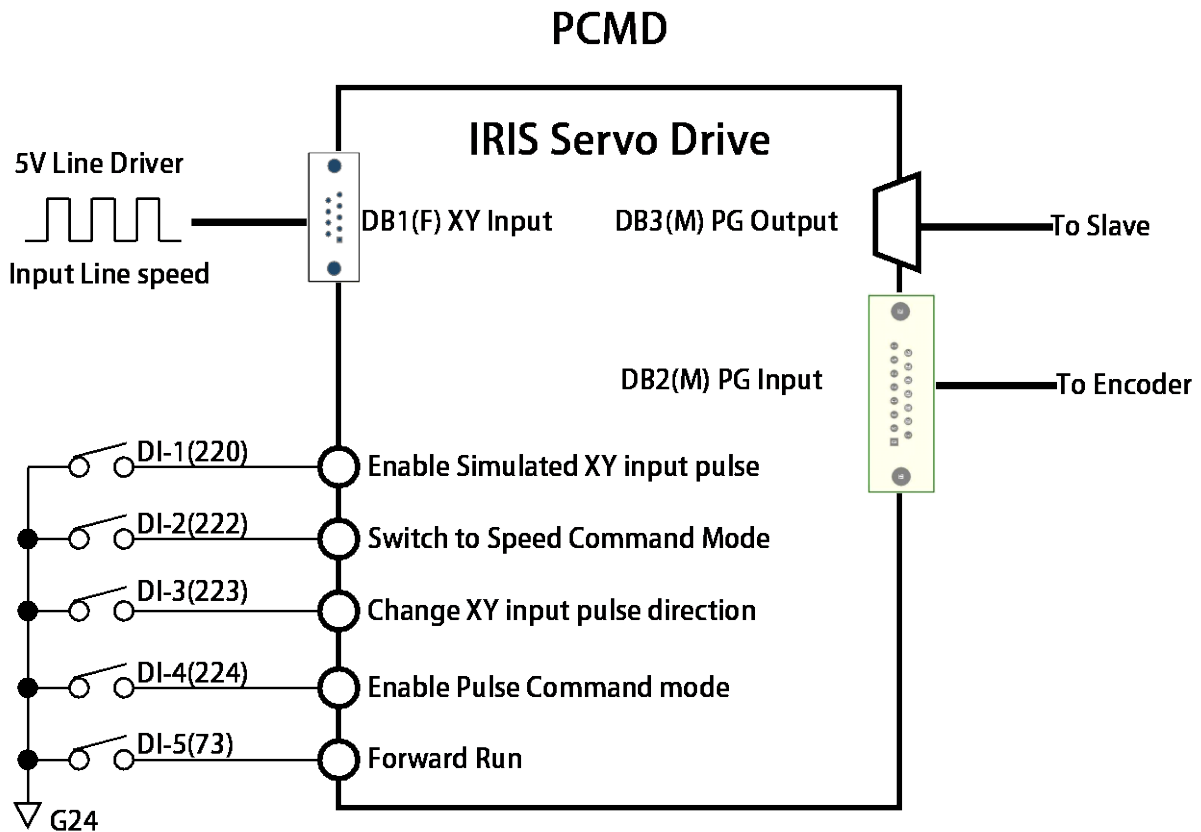 PCMD
IRIS Servo Drive
5V Line Driver
Input Line speed
DB1(F) XY Input
DB3(M) PG Output
To Slave
DB2(M) PG Input
To Encoder
DI-1(220)
Enable Simulated XY input pulse
DI-2(222)
Switch to Speed Command Mode
DI-3(223)
Change XY input pulse direction
DI-4(224)
Enable Pulse Command mode
DI-5(73)
Forward Run
G24